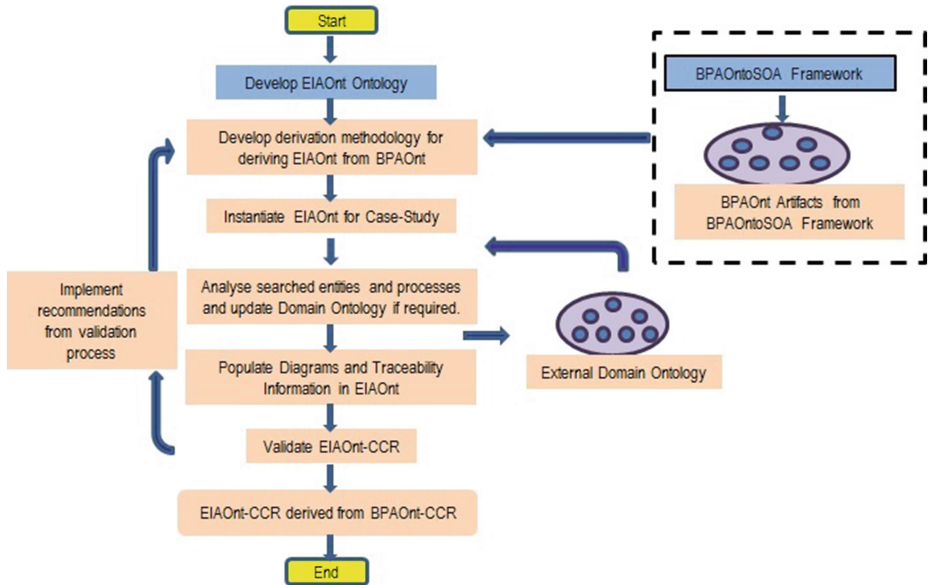 Start
Develop EIAOnt Ontology
Develop derivation methodology for
deriving EIAOnt from BPAOnt
Instantiate EIAOnt for Case-Study
Analyse searched entities and processes
and update Domain Ontology if required.
Populate Diagrams and Traceability
Information in EIAOnt
Validate EIAOnt-CCR
EIAOnt-CCR derived from BPAOnt-CCR
End
Implement
recommendations
from validation
process
BPAOntoSOA Framework
BPAOnt Artifacts from
BPAOntoSOA Framework
External Domain Ontology